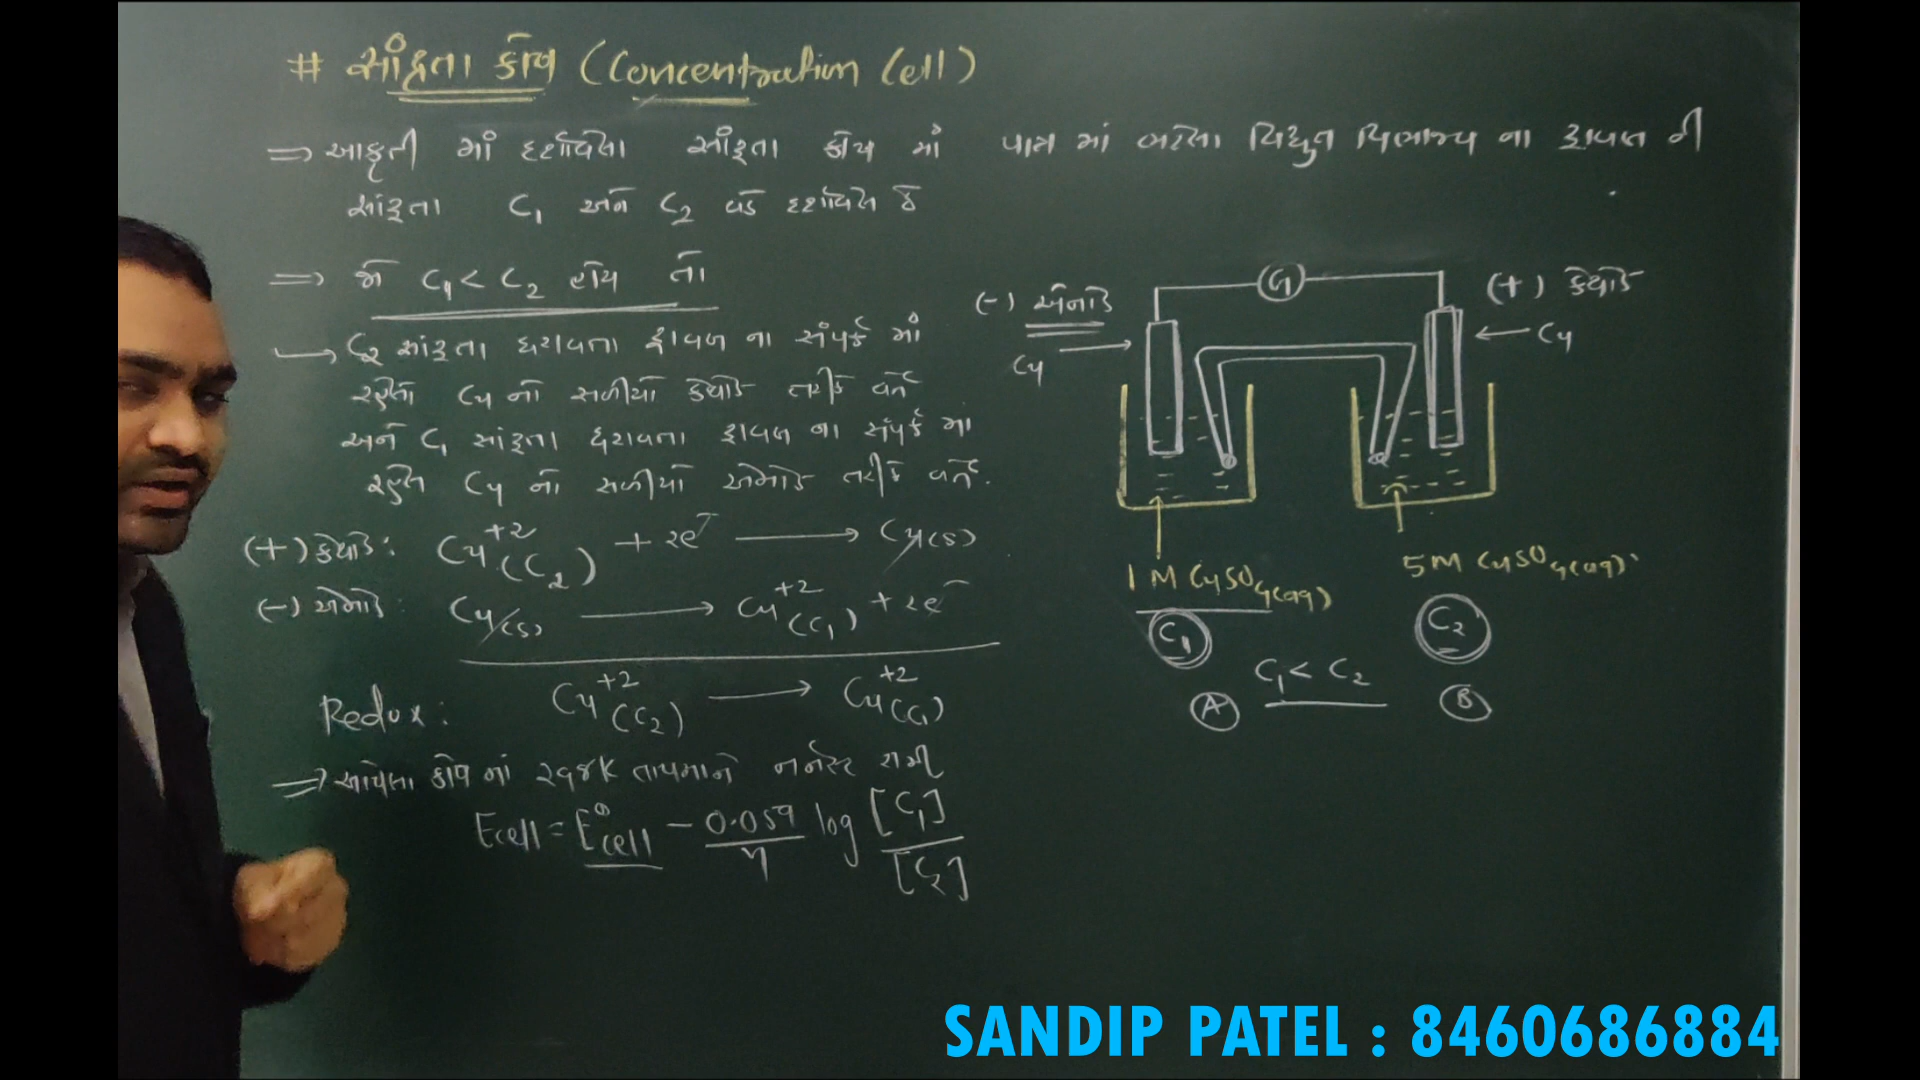 # સાંદ્રતા કોષ (Concentration Cell)
⇒ આકૃતી માં દર્શાવેલા સાંદ્રતા કોષ માં પાત્ર માં ભરેલા વિદ્યુત વિભાજ્ય ના દ્રાવણ ની
સાંદ્રતા C₁ અને C₂ વડે દર્શાવેલ છે
⇒ જો C₁ < C₂ હોય તો
↪ C₂ સાંદ્રતા ધરાવતા દ્રાવણ ના સંપર્ક માં
રહેલો Cu નો સળીયો કેથોડ તરીકે વર્તે
અને C₁ સાંદ્રતા ધરાવતા દ્રાવણ ના સંપર્ક માં
રહેલ Cu નો સળીયો એનોડ તરીકે વર્તે.
(+) કેથોડ : Cu⁺²(C₂) + 2e⁻ ⟶ Cu(s)
(-) એનોડ : Cu(s) ⟶ Cu⁺²(C₁) + 2e⁻
Redox : Cu⁺²(C₂) ⟶ Cu⁺²(C₁)
⇒ આપેલા કોષ માં ૨૯૮K તાપમાને નર્નસ્ટ સમી
Ecell = E°cell - 0.059/n log [C₁]/[C₂]
(-) એનોડ
G
(+) કેથોડ
Cu
Cu
1 M CuSO₄(aq)
5 M CuSO₄(aq)
C₁
C₂
C₁ < C₂
A
B
SANDIP PATEL : 8460686884